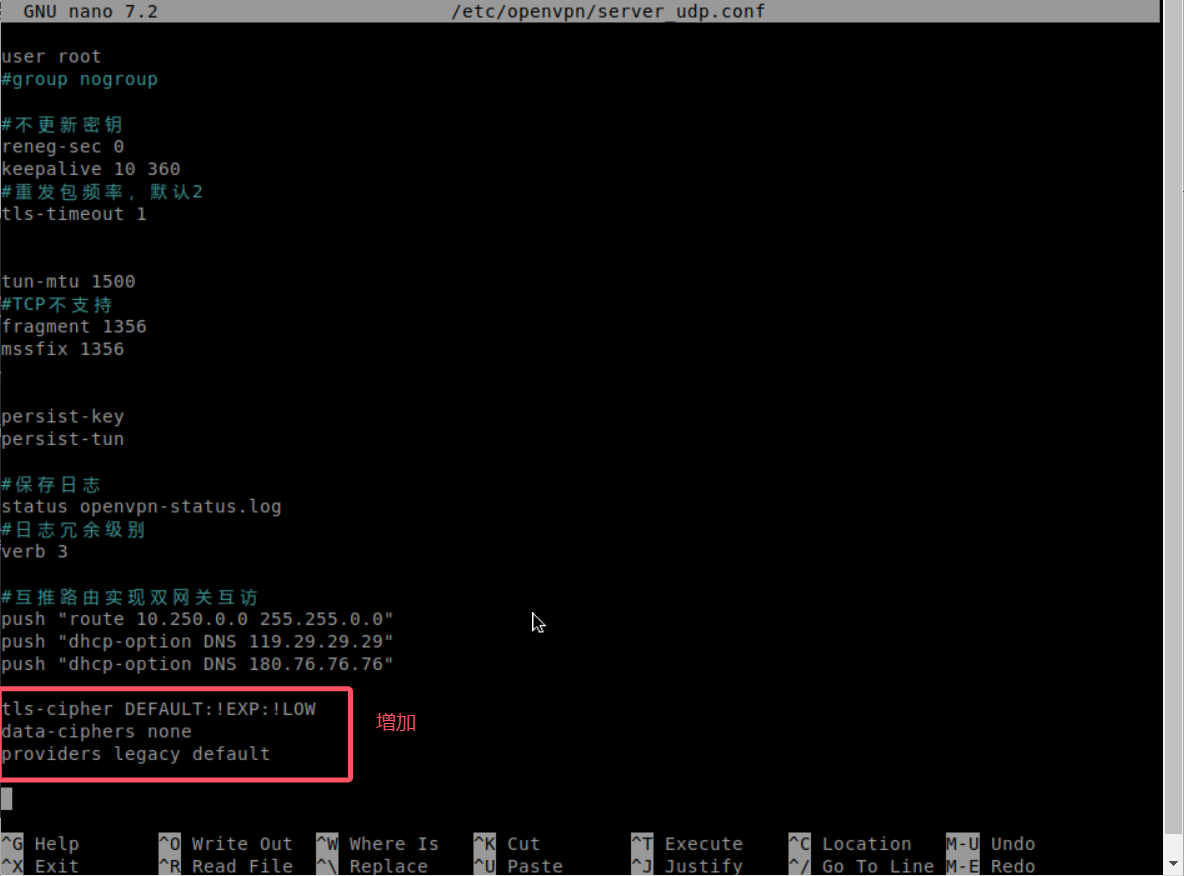 GNU nano 7.2 /etc/openvpn/server_udp.conf
user root
#group nogroup
#不更新密钥
reneg-sec 0
keepalive 10 360
#重发包频率，默认2
tls-timeout 1
tun-mtu 1500
#TCP不支持
fragment 1356
mssfix 1356
persist-key
persist-tun
#保存日志
status openvpn-status.log
#日志冗余级别
verb 3
#互推路由实现双网关互访
push "route 10.250.0.0 255.255.0.0"
push "dhcp-option DNS 119.29.29.29"
push "dhcp-option DNS 180.76.76.76"
tls-cipher DEFAULT:!EXP:!LOW
data-ciphers none
providers legacy default
增加
^G Help ^O Write Out ^W Where Is ^K Cut ^T Execute ^C Location M-U Undo
^X Exit ^R Read File ^\ Replace ^U Paste ^J Justify ^/ Go To Line M-E Redo